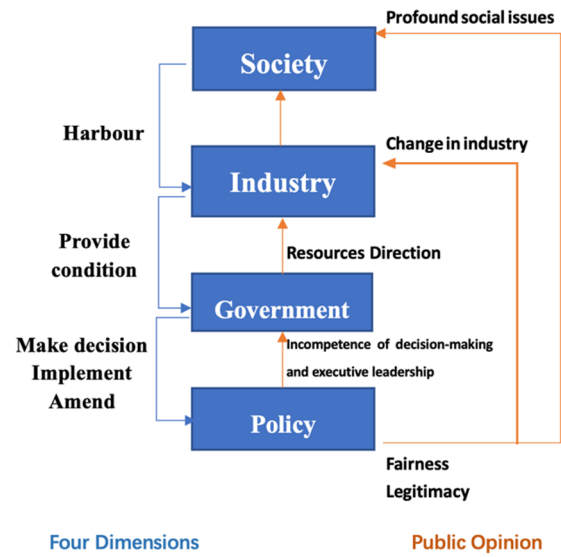 Profound social issues
Society
Harbour
Change in industry
Industry
Provide
condition
Resources Direction
Government
Make decision
Implement
Amend
Incompetence of decision-making
and executive leadership
Policy
Fairness
Legitimacy
Four Dimensions
Public Opinion